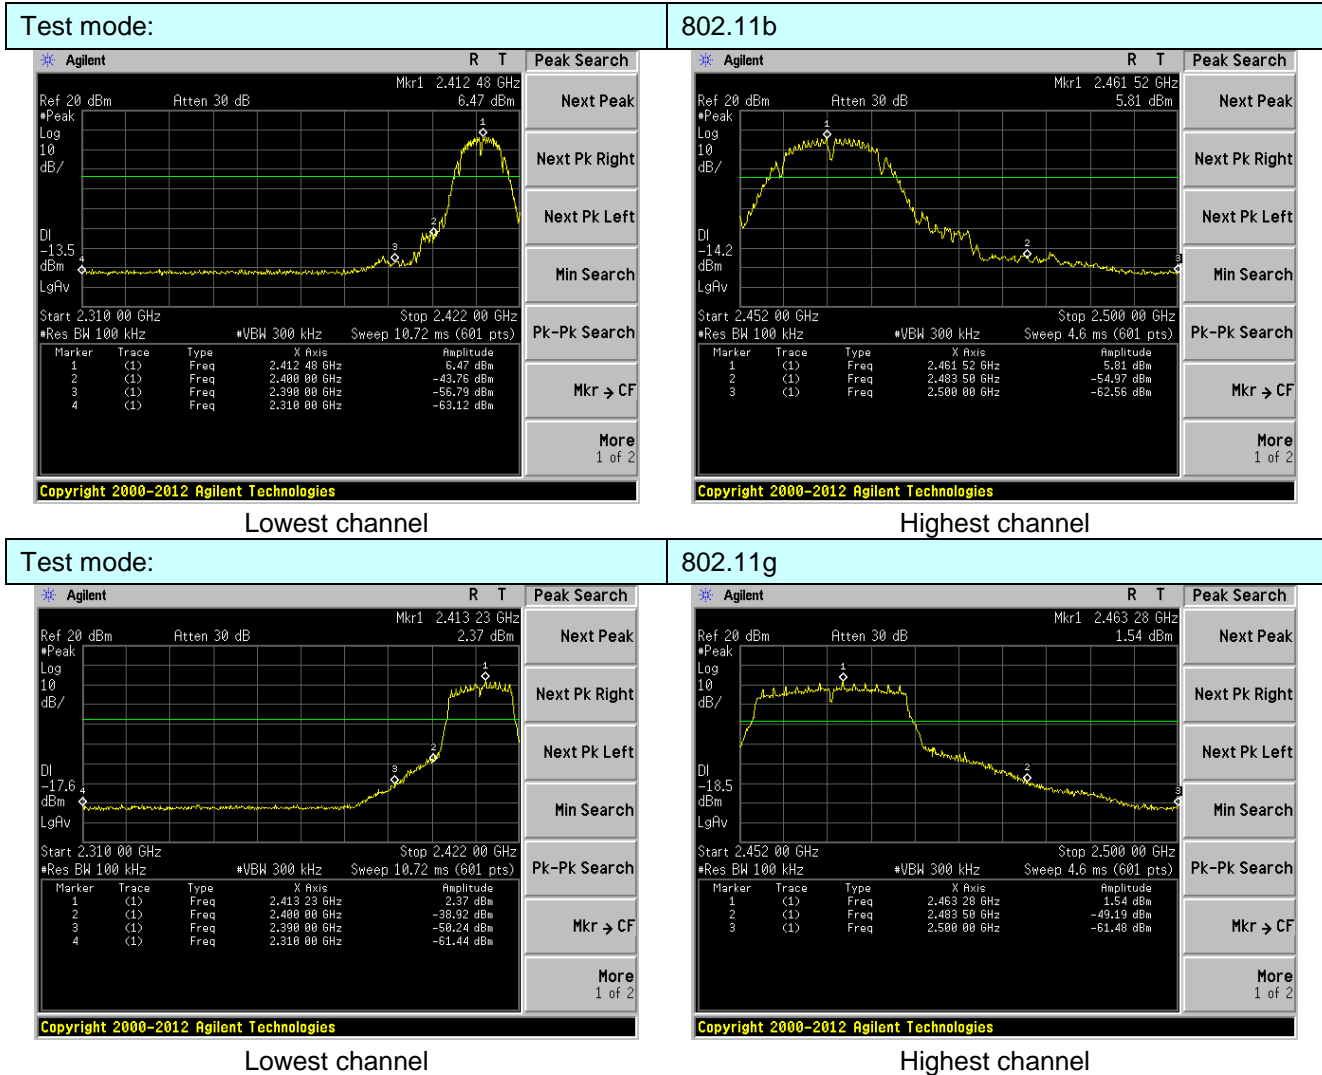 Test mode: 802.11b
Agilent R T Peak Search
Mkr1 2.412 48 GHz
Ref 20 dBm Atten 30 dB 6.47 dBm
#Peak
Log
10
dB/
DI
-13.5
dBm
LgAv
1
2
3
4
Start 2.310 00 GHz Stop 2.422 00 GHz
#Res BW 100 kHz #VBW 300 kHz Sweep 10.72 ms (601 pts)
Marker Trace Type X Axis Amplitude
1 (1) Freq 2.412 48 GHz 6.47 dBm
2 (1) Freq 2.400 00 GHz -43.76 dBm
3 (1) Freq 2.390 00 GHz -56.79 dBm
4 (1) Freq 2.310 00 GHz -63.12 dBm
Next Peak
Next Pk Right
Next Pk Left
Min Search
Pk-Pk Search
Mkr → CF
More
1 of 2
Copyright 2000-2012 Agilent Technologies
Lowest channel
Agilent R T Peak Search
Mkr1 2.461 52 GHz
Ref 20 dBm Atten 30 dB 5.81 dBm
#Peak
Log
10
dB/
DI
-14.2
dBm
LgAv
1
2
3
Start 2.452 00 GHz Stop 2.500 00 GHz
#Res BW 100 kHz #VBW 300 kHz Sweep 4.6 ms (601 pts)
Marker Trace Type X Axis Amplitude
1 (1) Freq 2.461 52 GHz 5.81 dBm
2 (1) Freq 2.483 50 GHz -54.97 dBm
3 (1) Freq 2.500 00 GHz -62.56 dBm
Next Peak
Next Pk Right
Next Pk Left
Min Search
Pk-Pk Search
Mkr → CF
More
1 of 2
Copyright 2000-2012 Agilent Technologies
Highest channel
Test mode: 802.11g
Agilent R T Peak Search
Mkr1 2.413 23 GHz
Ref 20 dBm Atten 30 dB 2.37 dBm
#Peak
Log
10
dB/
DI
-17.6
dBm
LgAv
1
2
3
4
Start 2.310 00 GHz Stop 2.422 00 GHz
#Res BW 100 kHz #VBW 300 kHz Sweep 10.72 ms (601 pts)
Marker Trace Type X Axis Amplitude
1 (1) Freq 2.413 23 GHz 2.37 dBm
2 (1) Freq 2.400 00 GHz -38.92 dBm
3 (1) Freq 2.390 00 GHz -50.24 dBm
4 (1) Freq 2.310 00 GHz -61.44 dBm
Next Peak
Next Pk Right
Next Pk Left
Min Search
Pk-Pk Search
Mkr → CF
More
1 of 2
Copyright 2000-2012 Agilent Technologies
Lowest channel
Agilent R T Peak Search
Mkr1 2.463 28 GHz
Ref 20 dBm Atten 30 dB 1.54 dBm
#Peak
Log
10
dB/
DI
-18.5
dBm
LgAv
1
2
3
Start 2.452 00 GHz Stop 2.500 00 GHz
#Res BW 100 kHz #VBW 300 kHz Sweep 4.6 ms (601 pts)
Marker Trace Type X Axis Amplitude
1 (1) Freq 2.463 28 GHz 1.54 dBm
2 (1) Freq 2.483 50 GHz -49.19 dBm
3 (1) Freq 2.500 00 GHz -61.48 dBm
Next Peak
Next Pk Right
Next Pk Left
Min Search
Pk-Pk Search
Mkr → CF
More
1 of 2
Copyright 2000-2012 Agilent Technologies
Highest channel